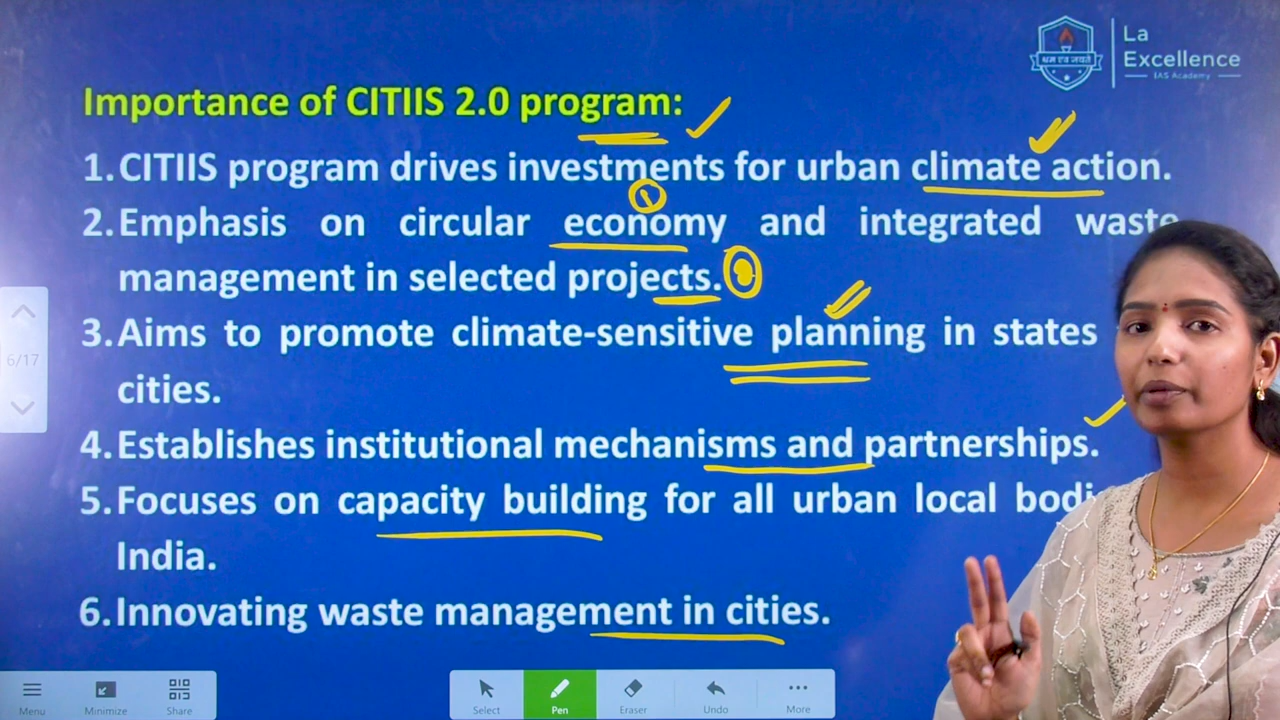 श्रम एव जयते
La
Excellence
IAS Academy
Importance of CITIIS 2.0 program:
1. CITIIS program drives investments for urban climate action.
2. Emphasis on circular economy and integrated waste
management in selected projects.
3. Aims to promote climate-sensitive planning in states
cities.
4. Establishes institutional mechanisms and partnerships.
5. Focuses on capacity building for all urban local
India.
6. Innovating waste management in cities.
6/17
Menu Minimize Share Select Pen Eraser Undo More